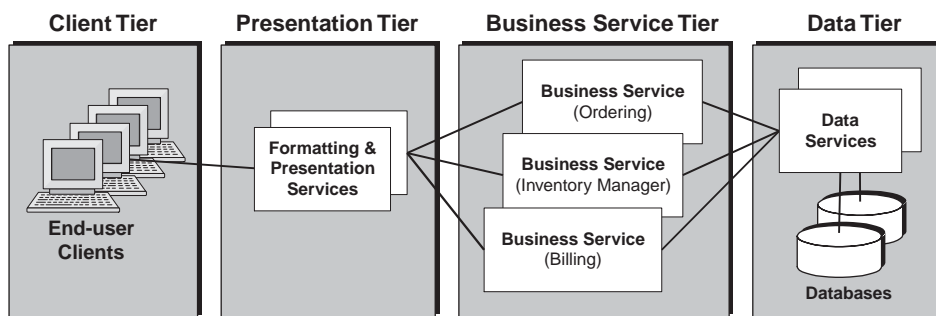 Client Tier
Presentation Tier
Business Service Tier
Data Tier
End-user
Clients
Formatting &
Presentation
Services
Business Service
(Ordering)
Business Service
(Inventory Manager)
Business Service
(Billing)
Data
Services
Databases